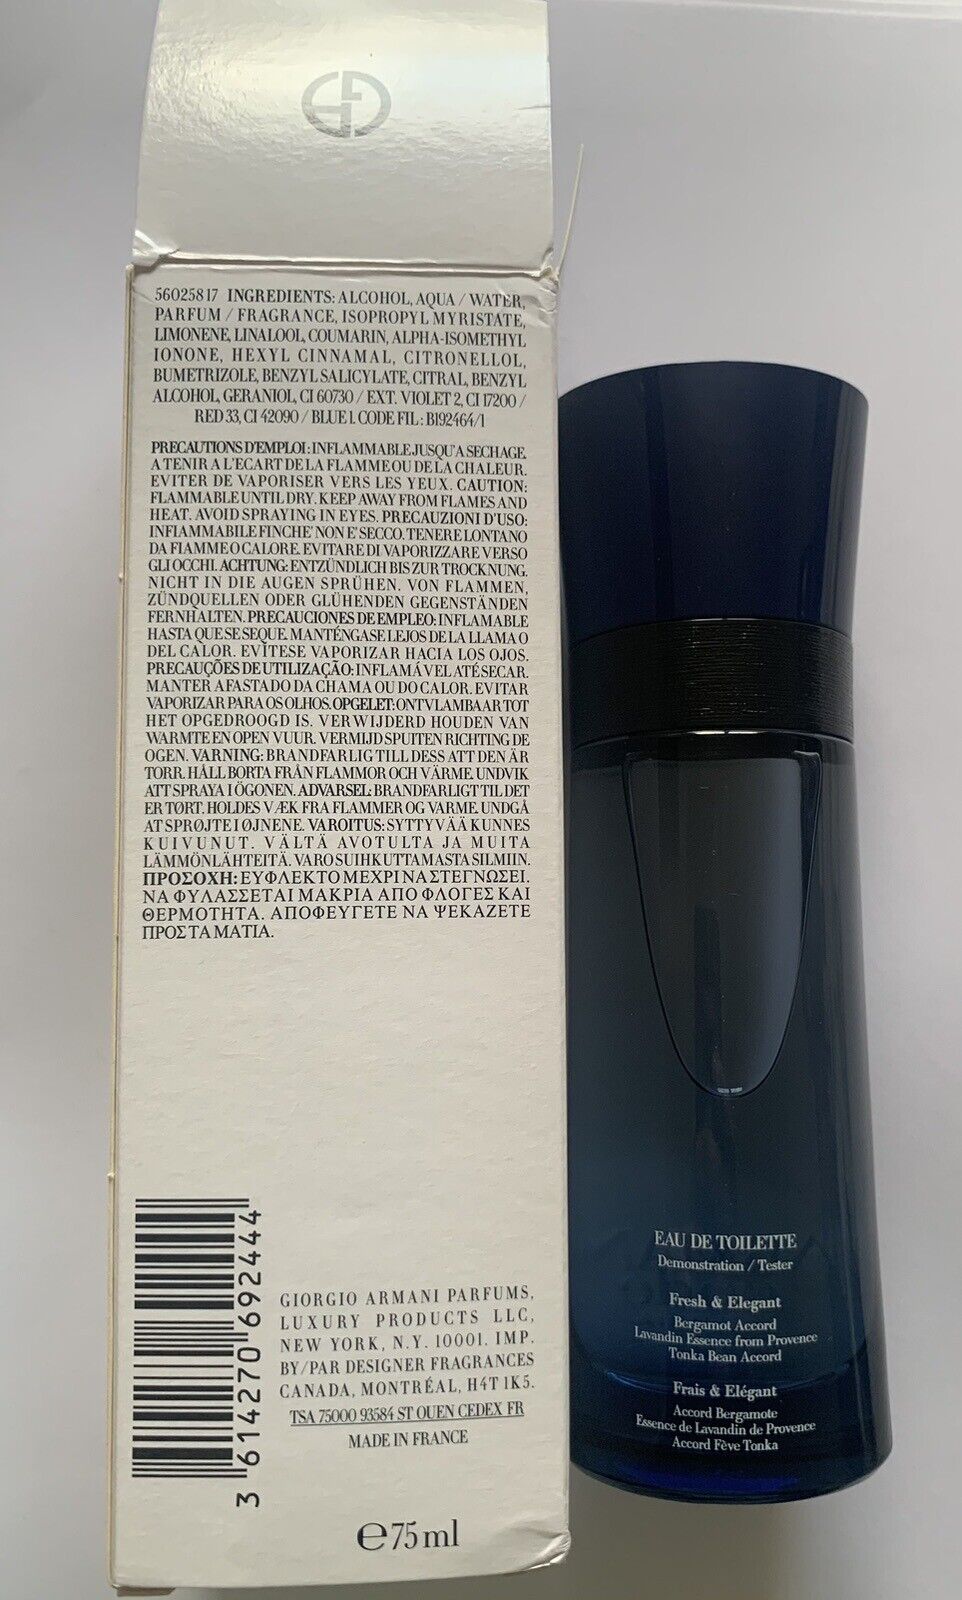 56025817 INGREDIENTS: ALCOHOL, AQUA / WATER,
PARFUM / FRAGRANCE, ISOPROPYL MYRISTATE,
LIMONENE, LINALOOL, COUMARIN, ALPHA-ISOMETHYL
IONONE, HEXYL CINNAMAL, CITRONELLOL,
BUMETRIZOLE, BENZYL SALICYLATE, CITRAL, BENZYL
ALCOHOL, GERANIOL, CI 60730 / EXT. VIOLET 2, CI 17200 /
RED 33, CI 42090 / BLUE 1. CODE FIL : B192464/1
PRECAUTIONS D'EMPLOI : INFLAMMABLE JUSQU'A SECHAGE.
A TENIR A L'ECART DE LA FLAMME OU DE LA CHALEUR.
EVITER DE VAPORISER VERS LES YEUX. CAUTION:
FLAMMABLE UNTIL DRY. KEEP AWAY FROM FLAMES AND
HEAT. AVOID SPRAYING IN EYES. PRECAUZIONI D'USO:
INFIAMMABILE FINCHE' NON E' SECCO. TENERE LONTANO
DA FIAMME O CALORE. EVITARE DI VAPORIZZARE VERSO
GLI OCCHI. ACHTUNG: ENTZÜNDLICH BIS ZUR TROCKNUNG.
NICHT IN DIE AUGEN SPRÜHEN. VON FLAMMEN,
ZÜNDQUELLEN ODER GLÜHENDEN GEGENSTÄNDEN
FERNHALTEN. PRECAUCIONES DE EMPLEO: INFLAMABLE
HASTA QUE SE SEQUE. MANTÉNGASE LEJOS DE LA LLAMA O
DEL CALOR. EVÍTESE VAPORIZAR HACIA LOS OJOS.
PRECAUÇÕES DE UTILIZAÇÃO: INFLAMÁVEL ATÉ SECAR.
MANTER AFASTADO DA CHAMA OU DO CALOR. EVITAR
VAPORIZAR PARA OS OLHOS. OPGELET: ONTVLAMBAAR TOT
HET OPGEDROOGD IS. VERWIJDERD HOUDEN VAN
WARMTE EN OPEN VUUR. VERMIJD SPUITEN RICHTING DE
OGEN. VARNING: BRANDFARLIG TILL DESS ATT DEN ÄR
TORR. HÅLL BORTA FRÅN FLAMMOR OCH VÄRME. UNDVIK
ATT SPRAYA I ÖGONEN. ADVARSEL: BRANDFARLIGT TIL DET
ER TØRT. HOLDES VÆK FRA FLAMMER OG VARME. UNDGÅ
AT SPRØJTE I ØJNENE. VAROITUS: SYTTYVÄÄ KUNNES
KUIVUNUT. VÄLTÄ AVOTULTA JA MUITA
LÄMMÖNLÄHTEITÄ. VARO SUIHKUTTAMASTA SILMIIN.
ΠΡΟΣΟΧΗ: ΕΥΦΛΕΚΤΟ ΜΕΧΡΙ ΝΑ ΣΤΕΓΝΩΣΕΙ.
ΝΑ ΦΥΛΑΣΣΕΤΑΙ ΜΑΚΡΙΑ ΑΠΟ ΦΛΟΓΕΣ ΚΑΙ
ΘΕΡΜΟΤΗΤΑ. ΑΠΟΦΕΥΓΕΤΕ ΝΑ ΨΕΚΑΖΕΤΕ
ΠΡΟΣ ΤΑ ΜΑΤΙΑ.
3 614270 692444
GIORGIO ARMANI PARFUMS,
LUXURY PRODUCTS LLC,
NEW YORK, N.Y. 10001. IMP.
BY/PAR DESIGNER FRAGRANCES
CANADA, MONTRÉAL, H4T 1K5.
TSA 75000 93584 ST OUEN CEDEX FR
MADE IN FRANCE
℮75 ml
EAU DE TOILETTE
Demonstration / Tester
Fresh & Elegant
Bergamot Accord
Lavandin Essence from Provence
Tonka Bean Accord
Frais & Elégant
Accord Bergamote
Essence de Lavandin de Provence
Accord Fève Tonka